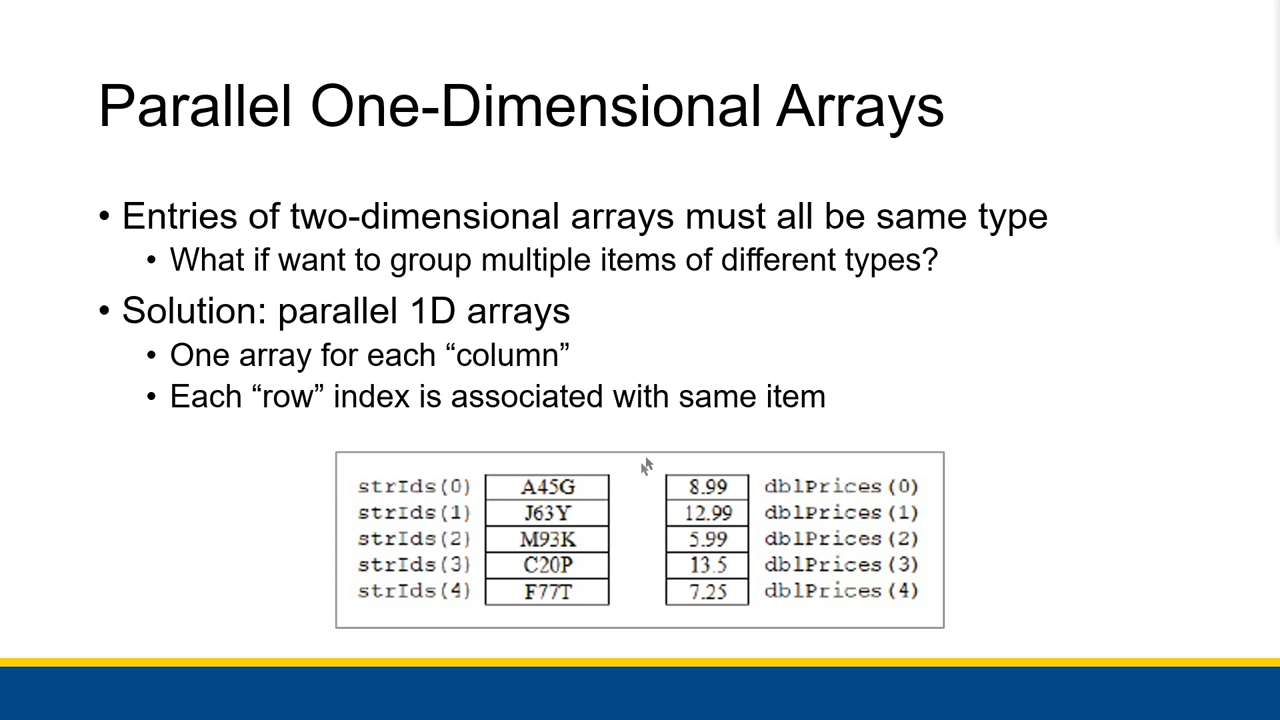 Parallel One-Dimensional Arrays
• Entries of two-dimensional arrays must all be same type
• What if want to group multiple items of different types?
• Solution: parallel 1D arrays
• One array for each “column”
• Each “row” index is associated with same item
strIds(0) A45G 8.99 dblPrices(0)
strIds(1) J63Y 12.99 dblPrices(1)
strIds(2) M93K 5.99 dblPrices(2)
strIds(3) C20P 13.5 dblPrices(3)
strIds(4) F77T 7.25 dblPrices(4)